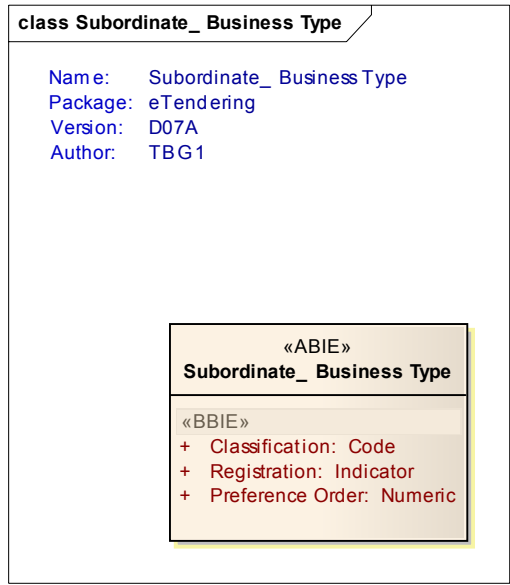 class Subordinate_ Business Type
Name: Subordinate_ Business Type
Package: eTendering
Version: D07A
Author: TBG1
«ABIE»
Subordinate_ Business Type
«BBIE»
+ Classification: Code
+ Registration: Indicator
+ Preference Order: Numeric